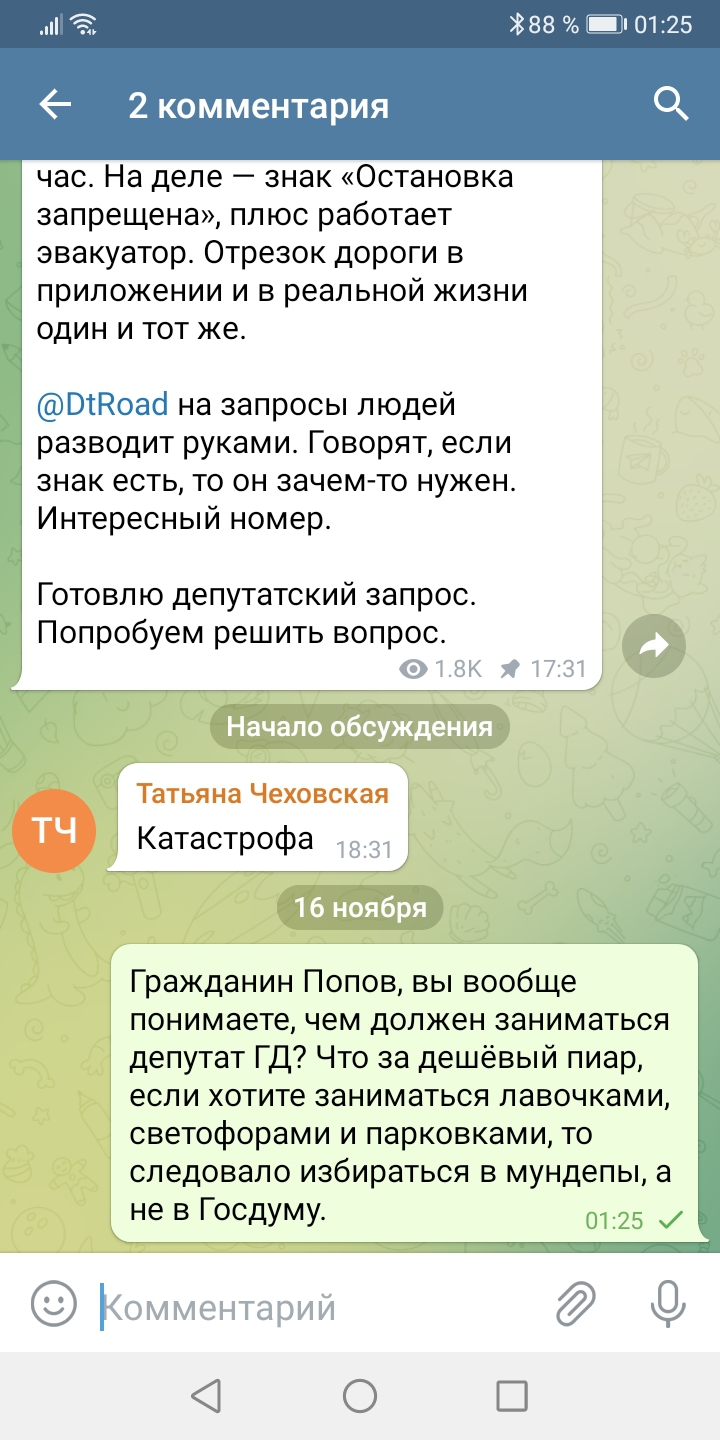 88 % 01:25
2 комментария
час. На деле — знак «Остановка
запрещена», плюс работает
эвакуатор. Отрезок дороги в
приложении и в реальной жизни
один и тот же.
@DtRoad на запросы людей
разводит руками. Говорят, если
знак есть, то он зачем-то нужен.
Интересный номер.
Готовлю депутатский запрос.
Попробуем решить вопрос.
1.8K 17:31
Начало обсуждения
ТЧ
Татьяна Чеховская
Катастрофа 18:31
16 ноября
Гражданин Попов, вы вообще
понимаете, чем должен заниматься
депутат ГД? Что за дешёвый пиар,
если хотите заниматься лавочками,
светофорами и парковками, то
следовало избираться в мундепы, а
не в Госдуму.
01:25
Комментарий